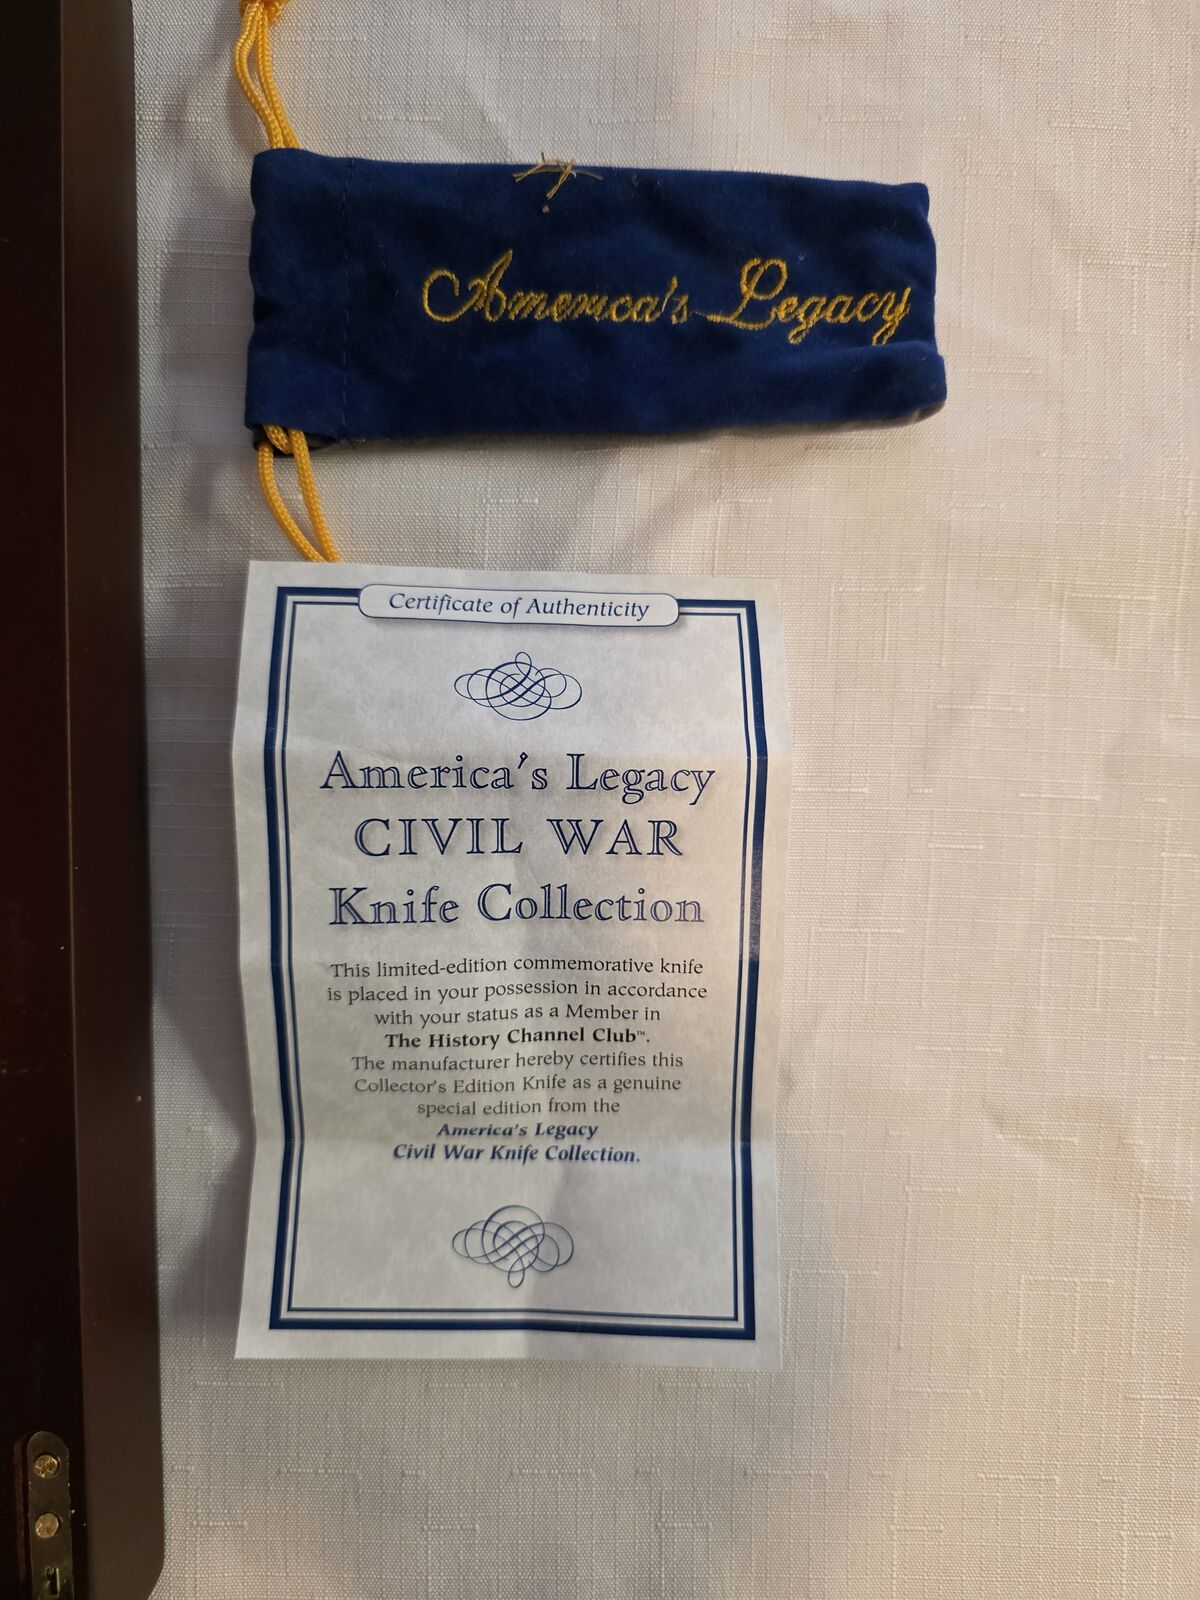 America's Legacy
Certificate of Authenticity
America's Legacy
CIVIL WAR
Knife Collection
This limited-edition commemorative knife
is placed in your possession in accordance
with your status as a Member in
The History Channel Club™.
The manufacturer hereby certifies this
Collector's Edition Knife as a genuine
special edition from the
America's Legacy
Civil War Knife Collection.